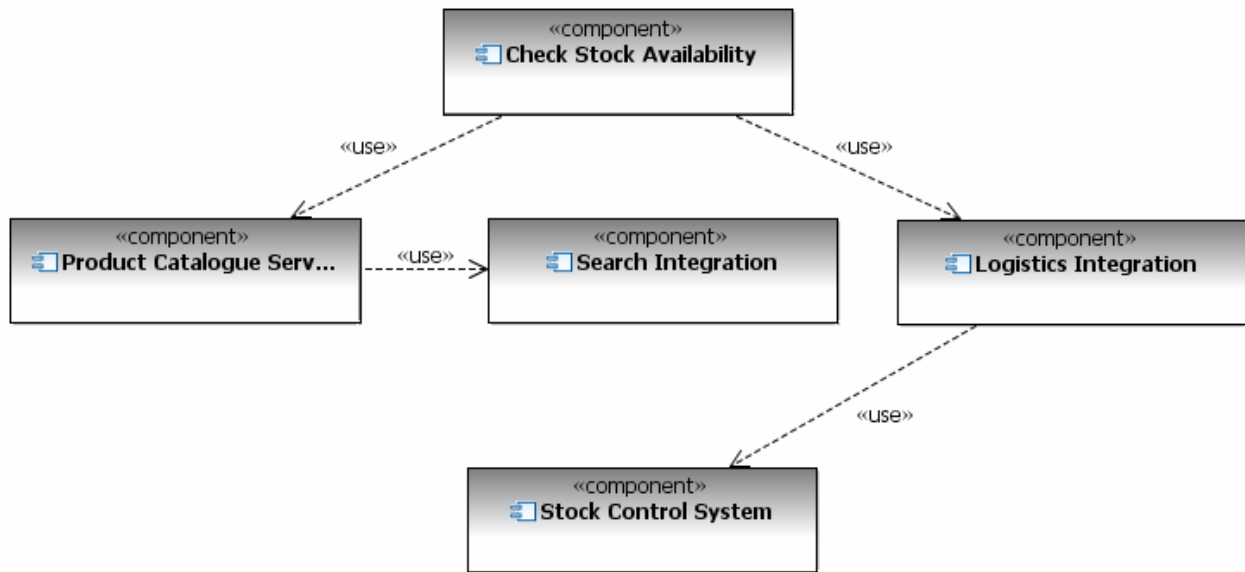 «component»
Check Stock Availability
«use»
«use»
«component»
Product Catalogue Serv...
«use»
«component»
Search Integration
«component»
Logistics Integration
«use»
«component»
Stock Control System